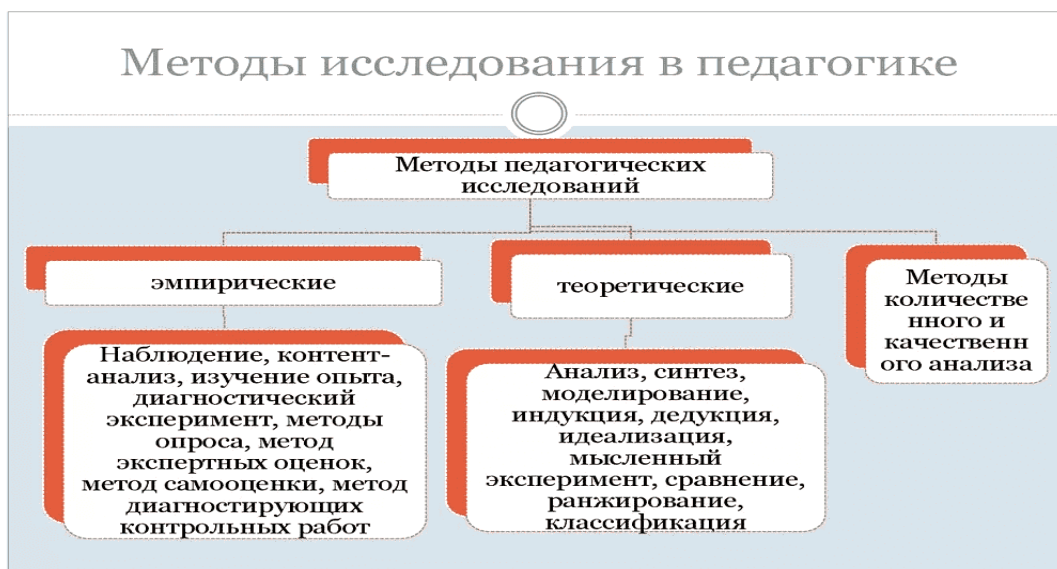 Методы исследования в педагогике
Методы педагогических
исследований
эмпирические
теоретические
Методы
количестве
нного и
качественн
ого анализа
Наблюдение, контент-
анализ, изучение опыта,
диагностический
эксперимент, методы
опроса, метод
экспертных оценок,
метод самооценки, метод
диагностирующих
контрольных работ
Анализ, синтез,
моделирование,
индукция, дедукция,
идеализация,
мысленный
эксперимент, сравнение,
ранжирование,
классификация